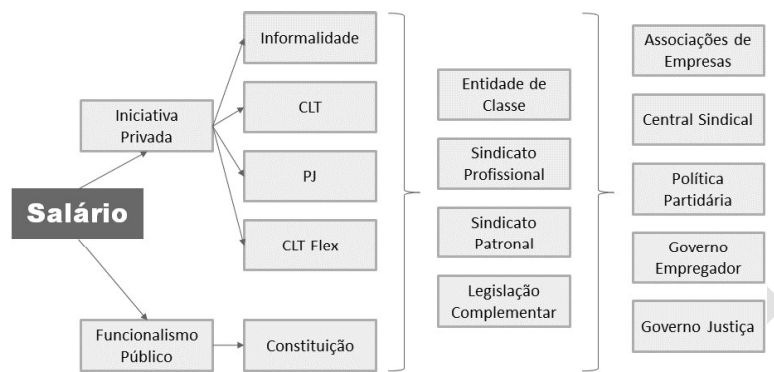 Salário
Iniciativa
Privada
Funcionalismo
Público
Informalidade
CLT
PJ
CLT Flex
Constituição
Entidade de
Classe
Sindicato
Profissional
Sindicato
Patronal
Legislação
Complementar
Associações de
Empresas
Central Sindical
Política
Partidária
Governo
Empregador
Governo Justiça